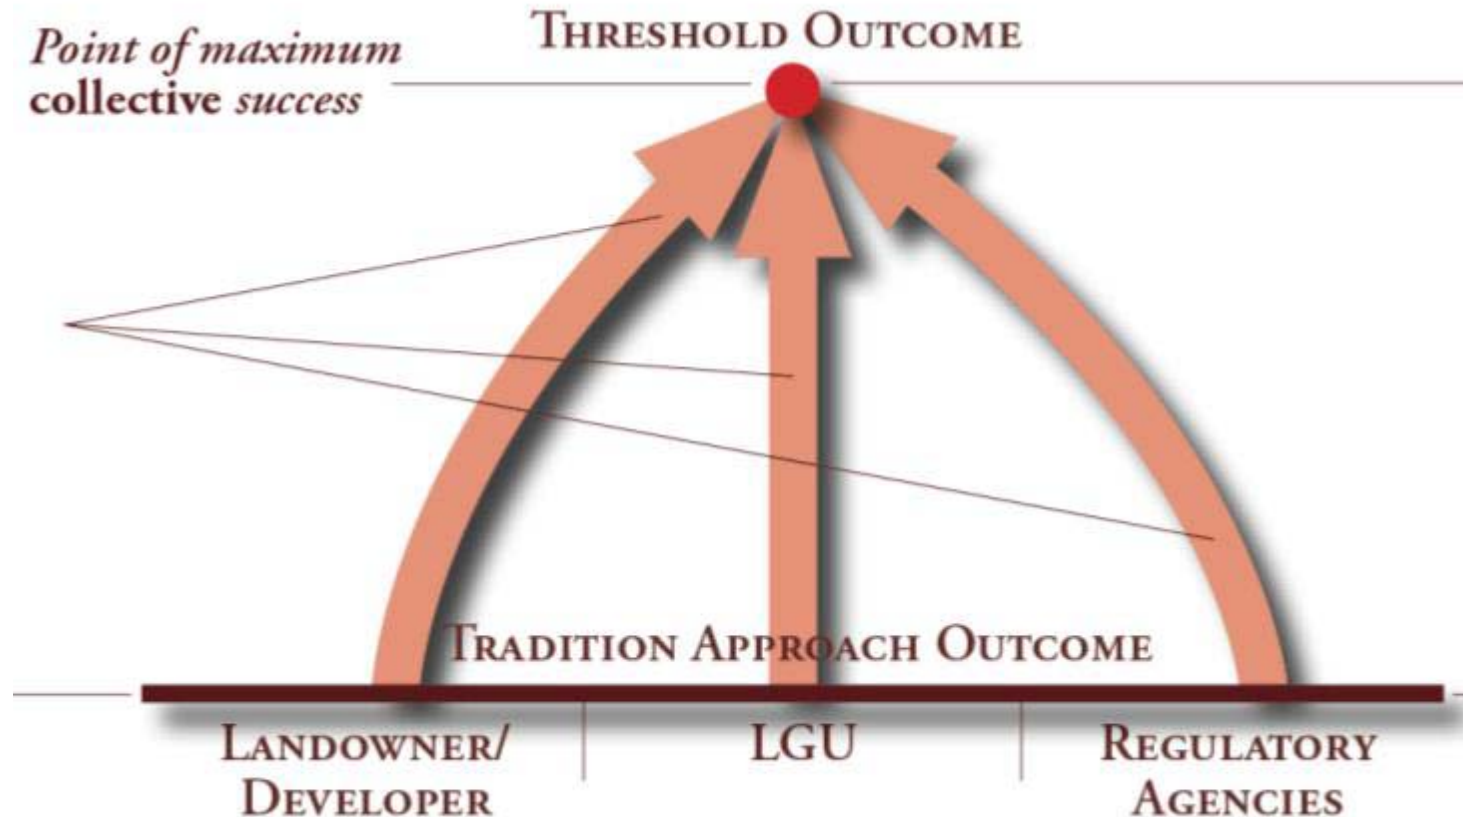 THRESHOLD OUTCOME
Point of maximum
collective success
TRADITION APPROACH OUTCOME
LANDOWNER/
DEVELOPER
LGU
REGULATORY
AGENCIES